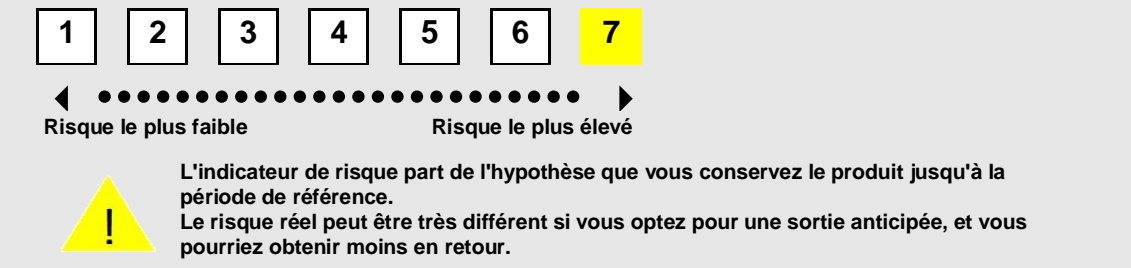 1 2 3 4 5 6 7
Risque le plus faible Risque le plus élevé
L'indicateur de risque part de l'hypothèse que vous conservez le produit jusqu'à la
période de référence.
Le risque réel peut être très différent si vous optez pour une sortie anticipée, et vous
pourriez obtenir moins en retour.
!